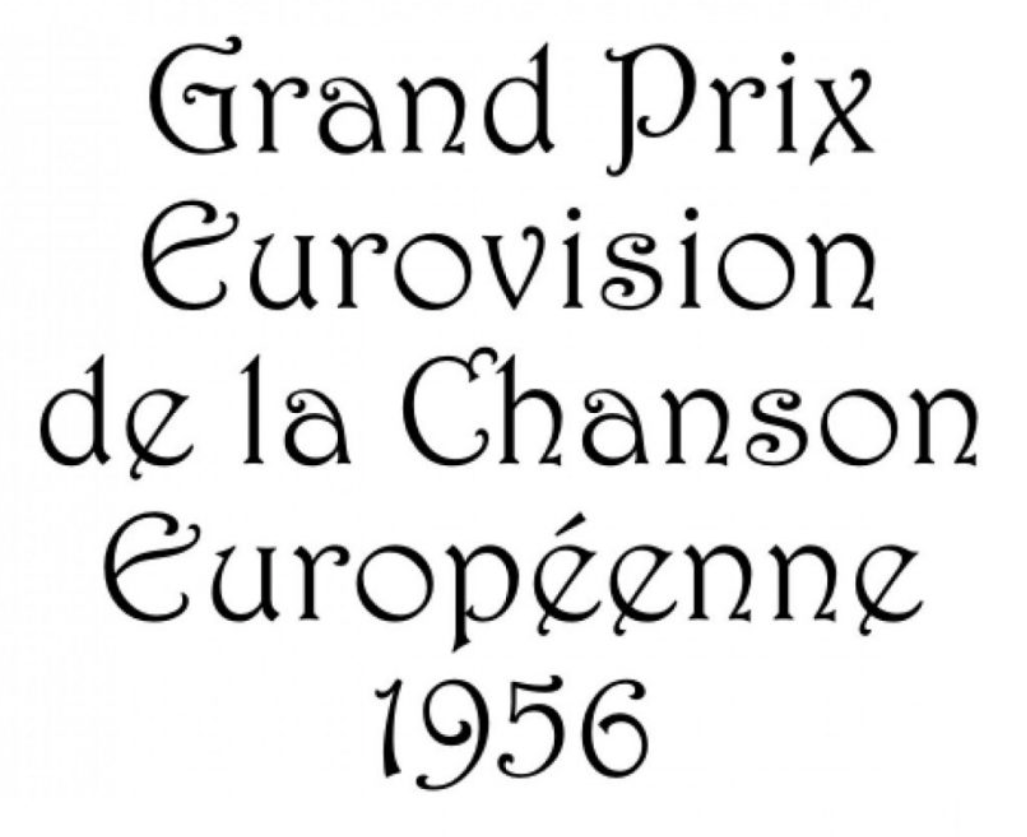 Grand Prix
Eurovision
de la Chanson
Européenne
1956